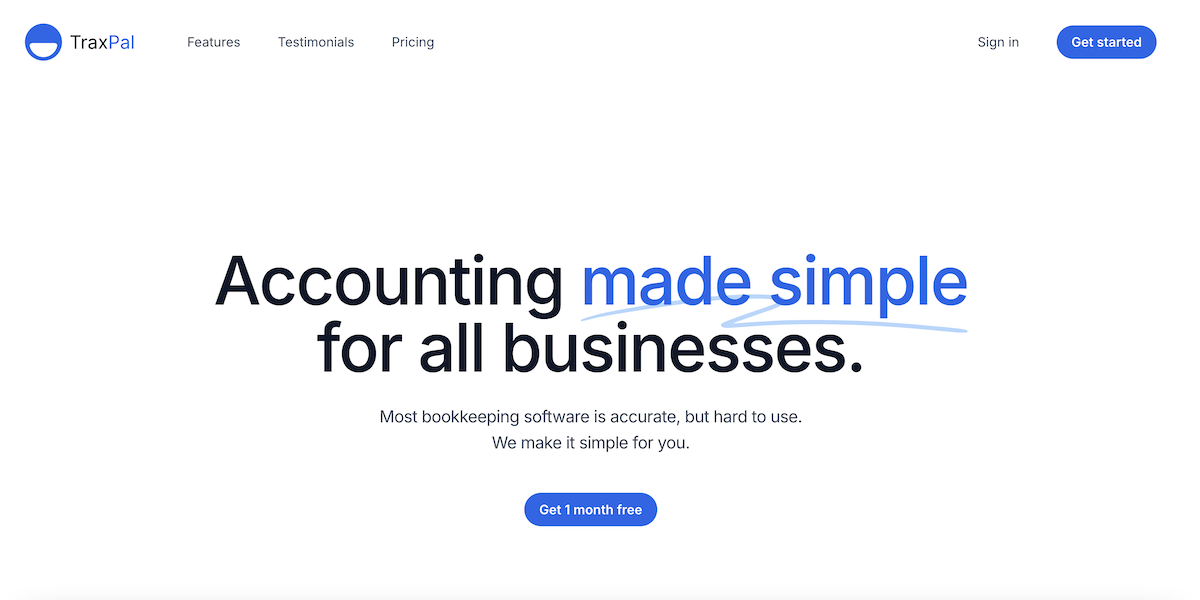 TraxPal
Features
Testimonials
Pricing
Sign in
Get started
Accounting made simple
for all businesses.
Most bookkeeping software is accurate, but hard to use.
We make it simple for you.
Get 1 month free